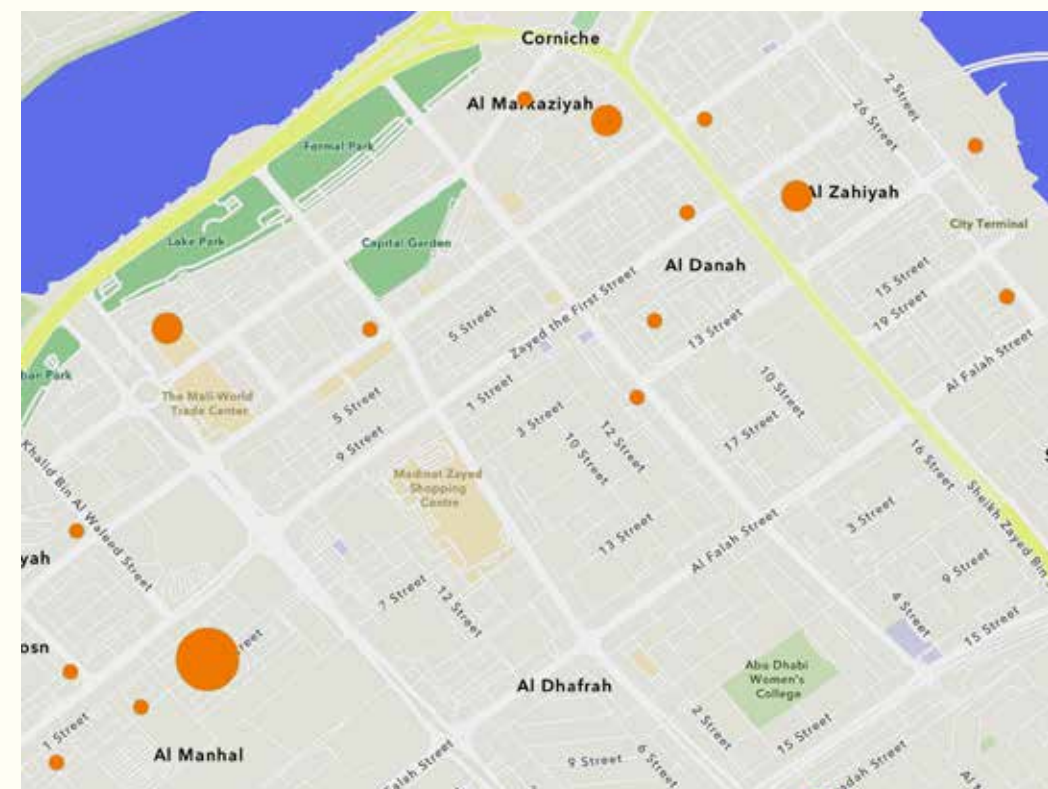 Corniche
2 Street
Al Markaziyah
26 Street
Formal Park
Al Zahiyah
City Terminal
Lake Park
Capital Garden
Al Danah
15 Street
5 Street
Zayed the First Street
19 Street
13 Street
Al Falah Street
The Mall-World
Trade Center
5 Street
1 Street
10 Street
3 Street
17 Street
9 Street
12 Street
10 Street
Khalid Bin Al Waleed Street
Madinat Zayed
Shopping
Centre
16 Street
Sheikh Zayed Bin
3 Street
13 Street
Al Falah Street
yah
9 Street
7 Street
12 Street
4 Street
15 Street
osn
reet
Abu Dhabi
Women's
College
Al Dhafrah
2 Street
15 Street
1 Street
Al Manhal
9 Street
6 Street
Falah Street